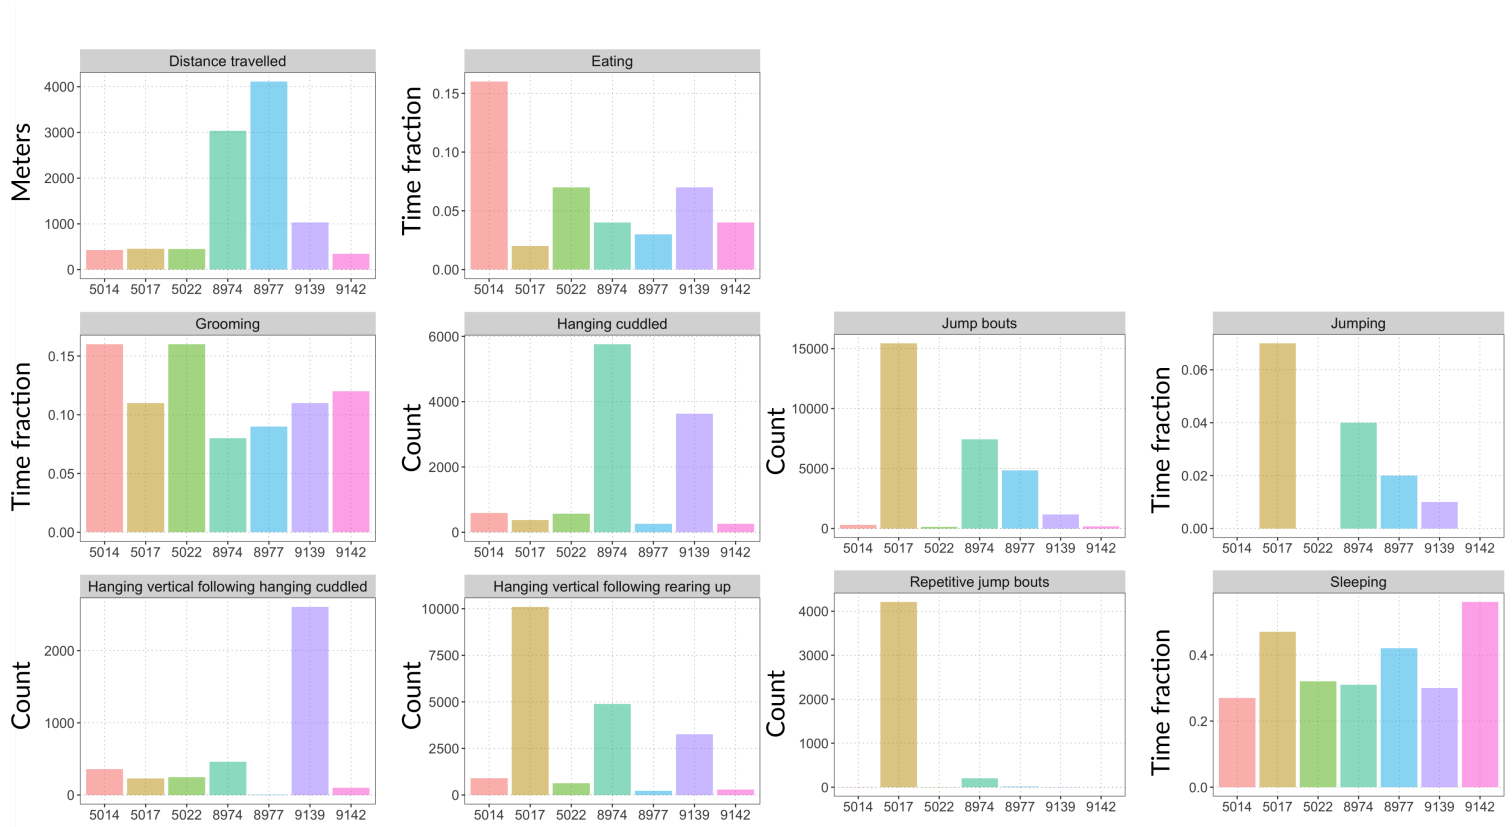 Distance travelled
Meters
4000
3000
2000
1000
0
5014 5017 5022 8974 8977 9139 9142
Eating
Time fraction
0.15
0.10
0.05
0.00
5014 5017 5022 8974 8977 9139 9142
Grooming
Time fraction
0.15
0.10
0.05
0.00
5014 5017 5022 8974 8977 9139 9142
Hanging cuddled
Count
6000
4000
2000
0
5014 5017 5022 8974 8977 9139 9142
Jump bouts
Count
15000
10000
5000
0
5014 5017 5022 8974 8977 9139 9142
Jumping
Time fraction
0.06
0.04
0.02
0.00
5014 5017 5022 8974 8977 9139 9142
Hanging vertical following hanging cuddled
Count
2000
1000
0
5014 5017 5022 8974 8977 9139 9142
Hanging vertical following rearing up
Count
10000
7500
5000
2500
0
5014 5017 5022 8974 8977 9139 9142
Repetitive jump bouts
Count
4000
3000
2000
1000
0
5014 5017 5022 8974 8977 9139 9142
Sleeping
Time fraction
0.4
0.2
0.0
5014 5017 5022 8974 8977 9139 9142